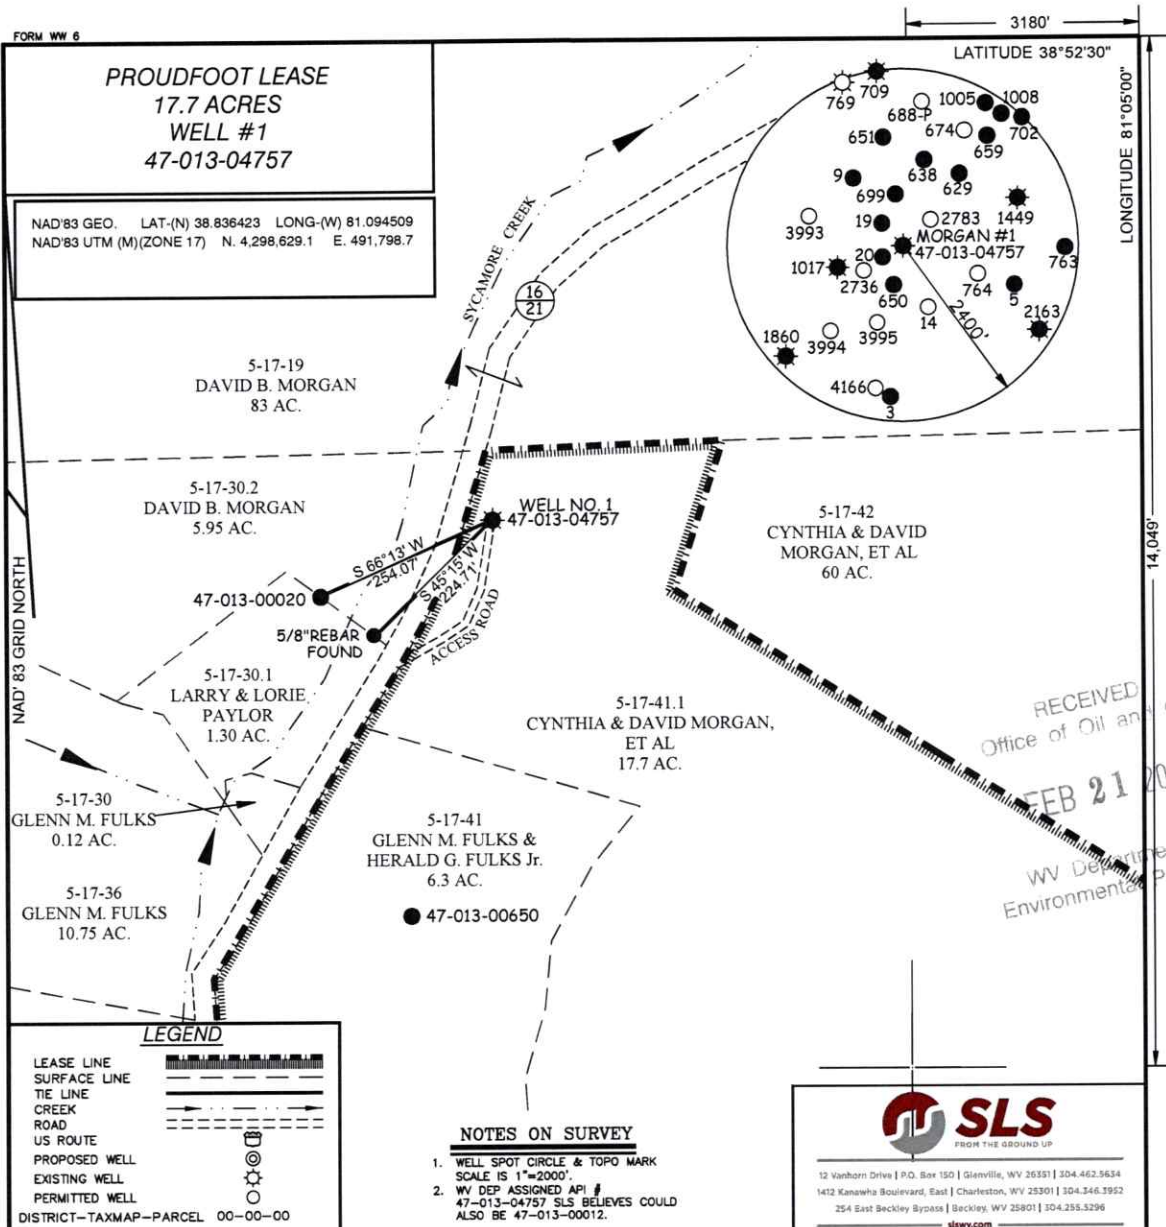 FORM WW 6
PROUDFOOT LEASE
17.7 ACRES
WELL #1
47-013-04757
NAD'83 GEO. LAT-(N) 38.836423 LONG-(W) 81.094509
NAD'83 UTM (M)(ZONE 17) N. 4,298,629.1 E. 491,798.7
3180'
LATITUDE 38°52'30"
LONGITUDE 81°05'00"
14,049'
709
769
688-P
1005
1008
702
674
659
651
638
629
9
699
1449
3993
19
2783
MORGAN #1
47-013-04757
763
20
1017
2736
650
764
5
14
2400'
2163
1860
3994
3995
4166
3
SYCAMORE CREEK
16
21
5-17-19
DAVID B. MORGAN
83 AC.
5-17-30.2
DAVID B. MORGAN
5.95 AC.
WELL NO. 1
47-013-04757
5-17-42
CYNTHIA & DAVID
MORGAN, ET AL
60 AC.
S 66°13' W
254.07'
S 45°15' W
224.71'
47-013-00020
5/8"REBAR
FOUND
ACCESS ROAD
NAD' 83 GRID NORTH
5-17-30.1
LARRY & LORIE
PAYLOR
1.30 AC.
5-17-41.1
CYNTHIA & DAVID MORGAN,
ET AL
17.7 AC.
RECEIVED
Office of Oil and
FEB 21 20
WV Departme
Environmental P
5-17-30
GLENN M. FULKS
0.12 AC.
5-17-41
GLENN M. FULKS &
HERALD G. FULKS Jr.
6.3 AC.
5-17-36
GLENN M. FULKS
10.75 AC.
47-013-00650
LEGEND
LEASE LINE
SURFACE LINE
TIE LINE
CREEK
ROAD
US ROUTE
PROPOSED WELL
EXISTING WELL
PERMITTED WELL
DISTRICT-TAXMAP-PARCEL 00-00-00
NOTES ON SURVEY
1. WELL SPOT CIRCLE & TOPO MARK
SCALE IS 1"=2000'.
2. WV DEP ASSIGNED API #
47-013-04757 SLS BELIEVES COULD
ALSO BE 47-013-00012.
SLS
FROM THE GROUND UP
12 Vanhorn Drive | P.O. Box 150 | Glenville, WV 26351 | 304.462.5634
1412 Kanawha Boulevard, East | Charleston, WV 25301 | 304.346.3952
254 East Beckley Bypass | Beckley, WV 25801 | 304.255.5296
slswv.com